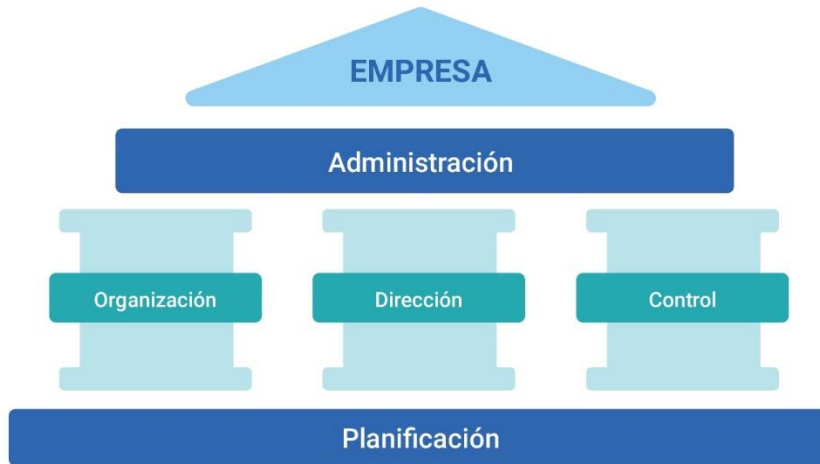 EMPRESA
Administración
Organización
Dirección
Control
Planificación